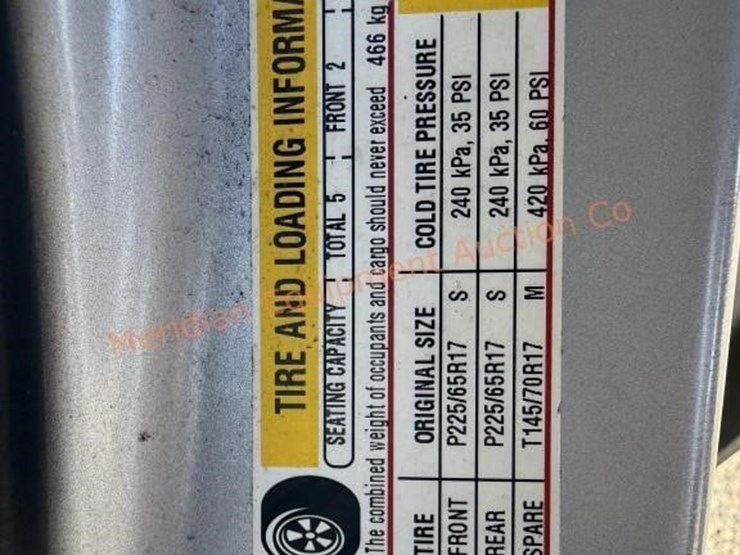 TIRE AND LOADING INFORMA
SEATING CAPACITY TOTAL 5 FRONT 2
The combined weight of occupants and cargo should never exceed 466 kg
TIRE ORIGINAL SIZE COLD TIRE PRESSURE
FRONT P225/65R17 S 240 kPa, 35 PSI
REAR P225/65R17 S 240 kPa, 35 PSI
SPARE T145/70R17 M 420 kPa, 60 PSI
Meridian Equipment Auction Co